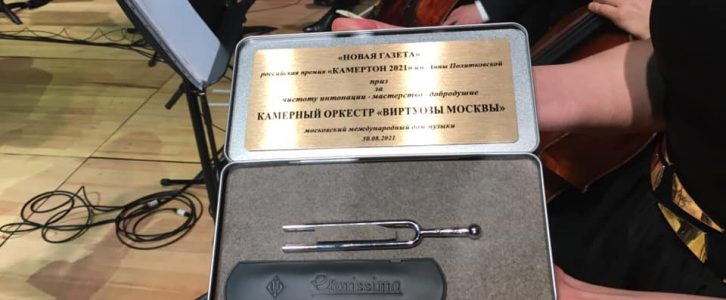 «НОВАЯ ГАЗЕТА»
российская премия «КАМЕРТОН 2021» им. Анны Политковской
приз
за
чистоту интонации - мастерство - добродушие
КАМЕРНЫЙ ОРКЕСТР «ВИРТУОЗЫ МОСКВЫ»
московский международный дом музыки
30.08.2021